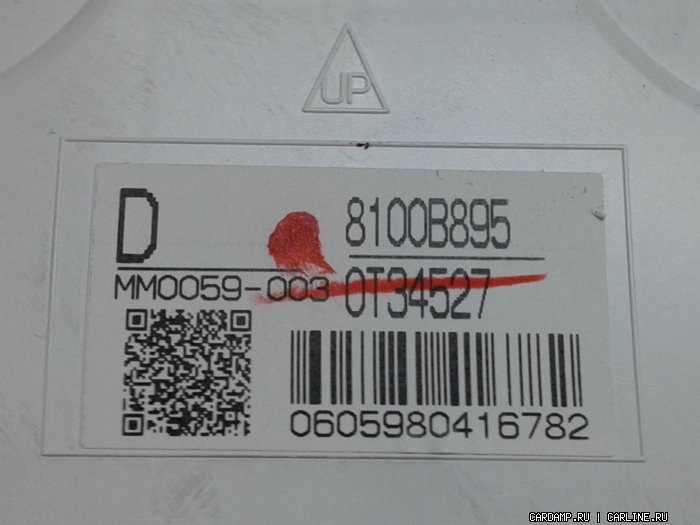 UP
D
8100B895
MM0059-003
0T34527
0605980416782
CARDAMP.RU | CARLINE.RU